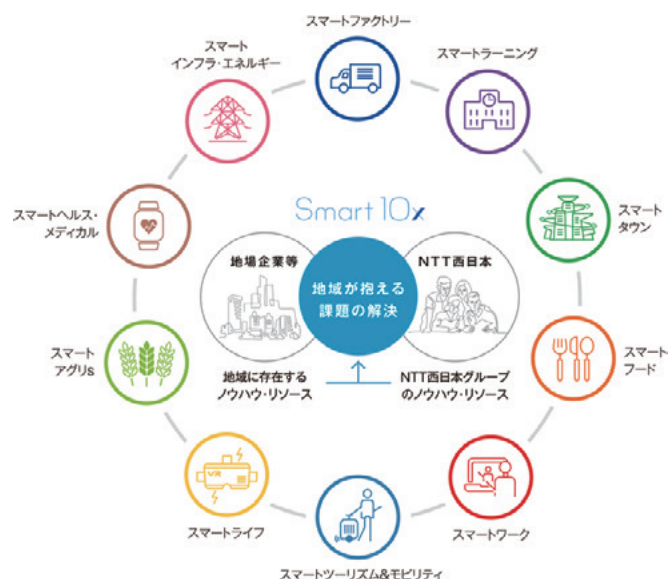 スマートファクトリー
スマート
インフラ・エネルギー
スマートラーニング
スマートヘルス・
メディカル
スマート
タウン
Smart 10x
地場企業等
地域が抱える
課題の解決
NTT西日本
地域に存在する
ノウハウ・リソース
NTT西日本グループ
のノウハウ・リソース
スマート
アグリs
スマート
フード
VR
スマートライフ
スマートワーク
スマートツーリズム&モビリティ